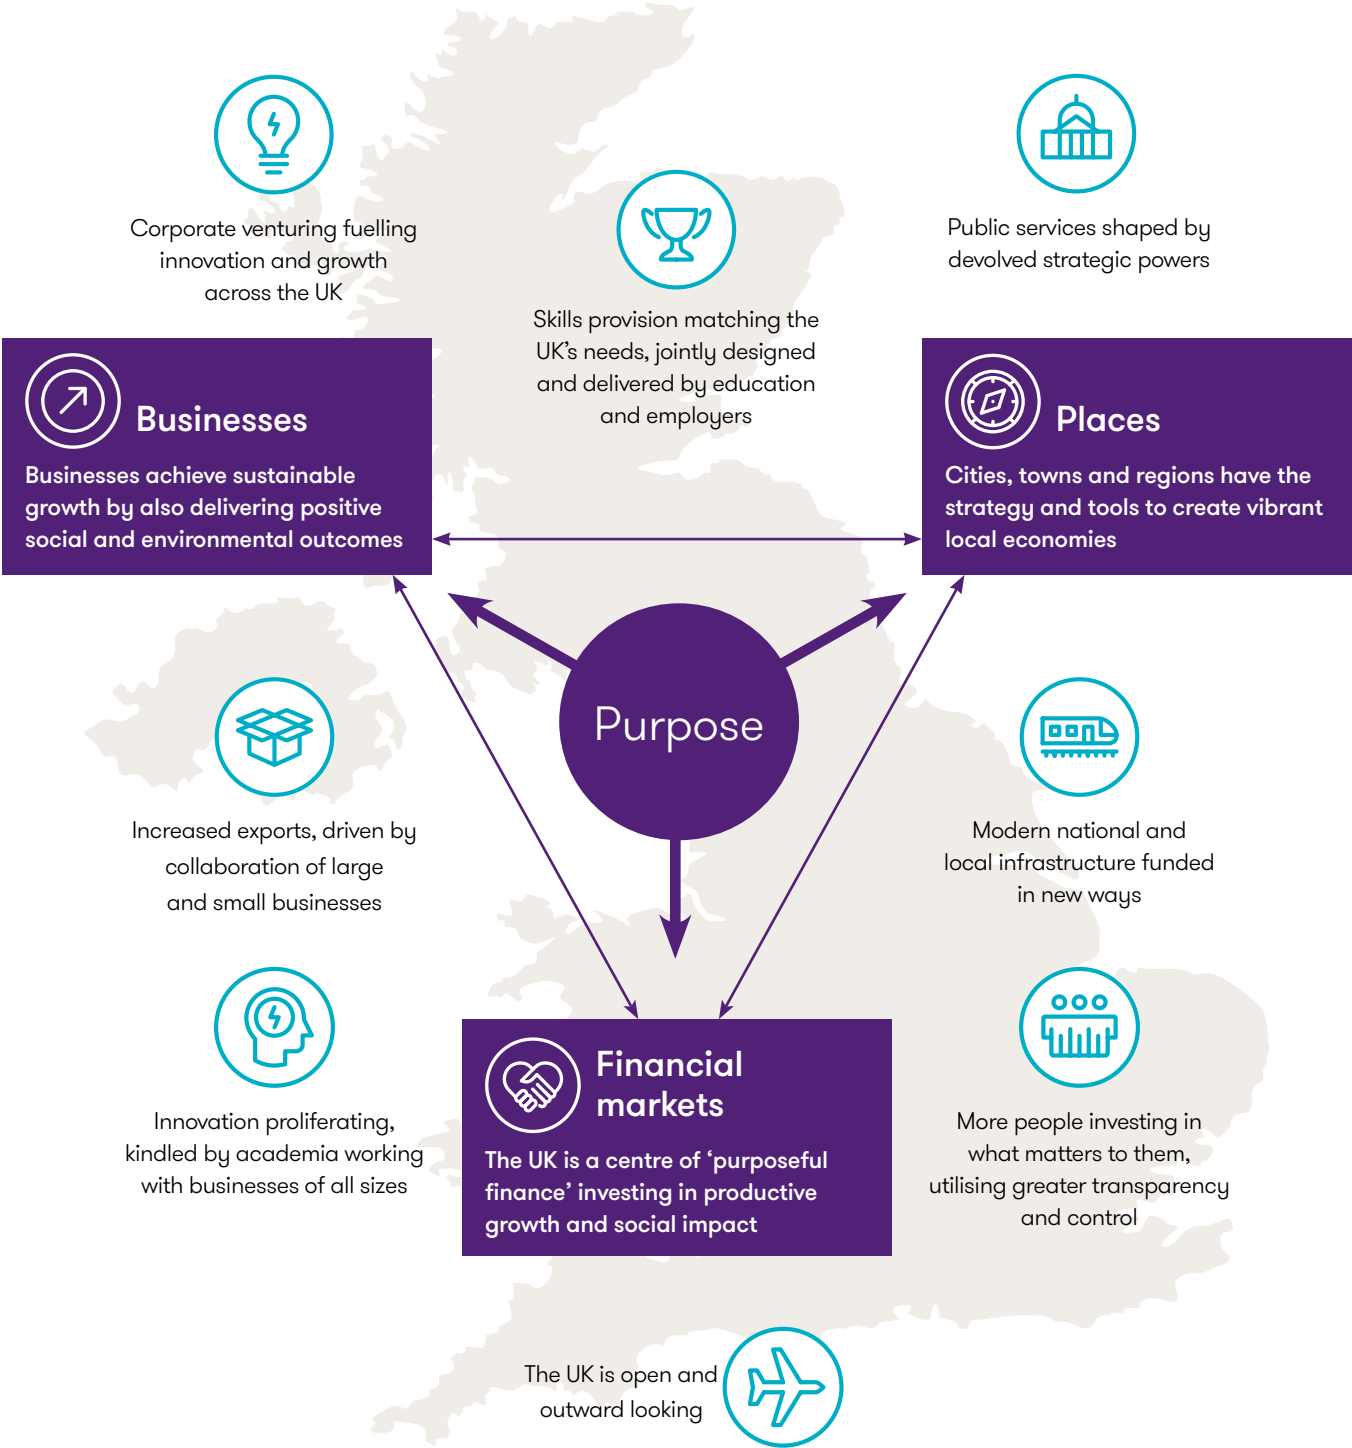 Corporate venturing fuelling
innovation and growth
across the UK
Public services shaped by
devolved strategic powers
Skills provision matching the
UK’s needs, jointly designed
and delivered by education
and employers
Businesses
Businesses achieve sustainable
growth by also delivering positive
social and environmental outcomes
Places
Cities, towns and regions have the
strategy and tools to create vibrant
local economies
Purpose
Increased exports, driven by
collaboration of large
and small businesses
Modern national and
local infrastructure funded
in new ways
Innovation proliferating,
kindled by academia working
with businesses of all sizes
Financial
markets
The UK is a centre of ‘purposeful
finance’ investing in productive
growth and social impact
More people investing in
what matters to them,
utilising greater transparency
and control
The UK is open and
outward looking